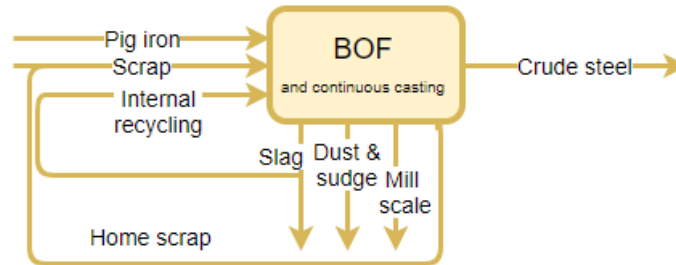 Pig iron
BOF
Scrap
Crude steel
and continuous casting
Internal
recycling
Slag
Dust &
sudge
Mill
scale
Home scrap